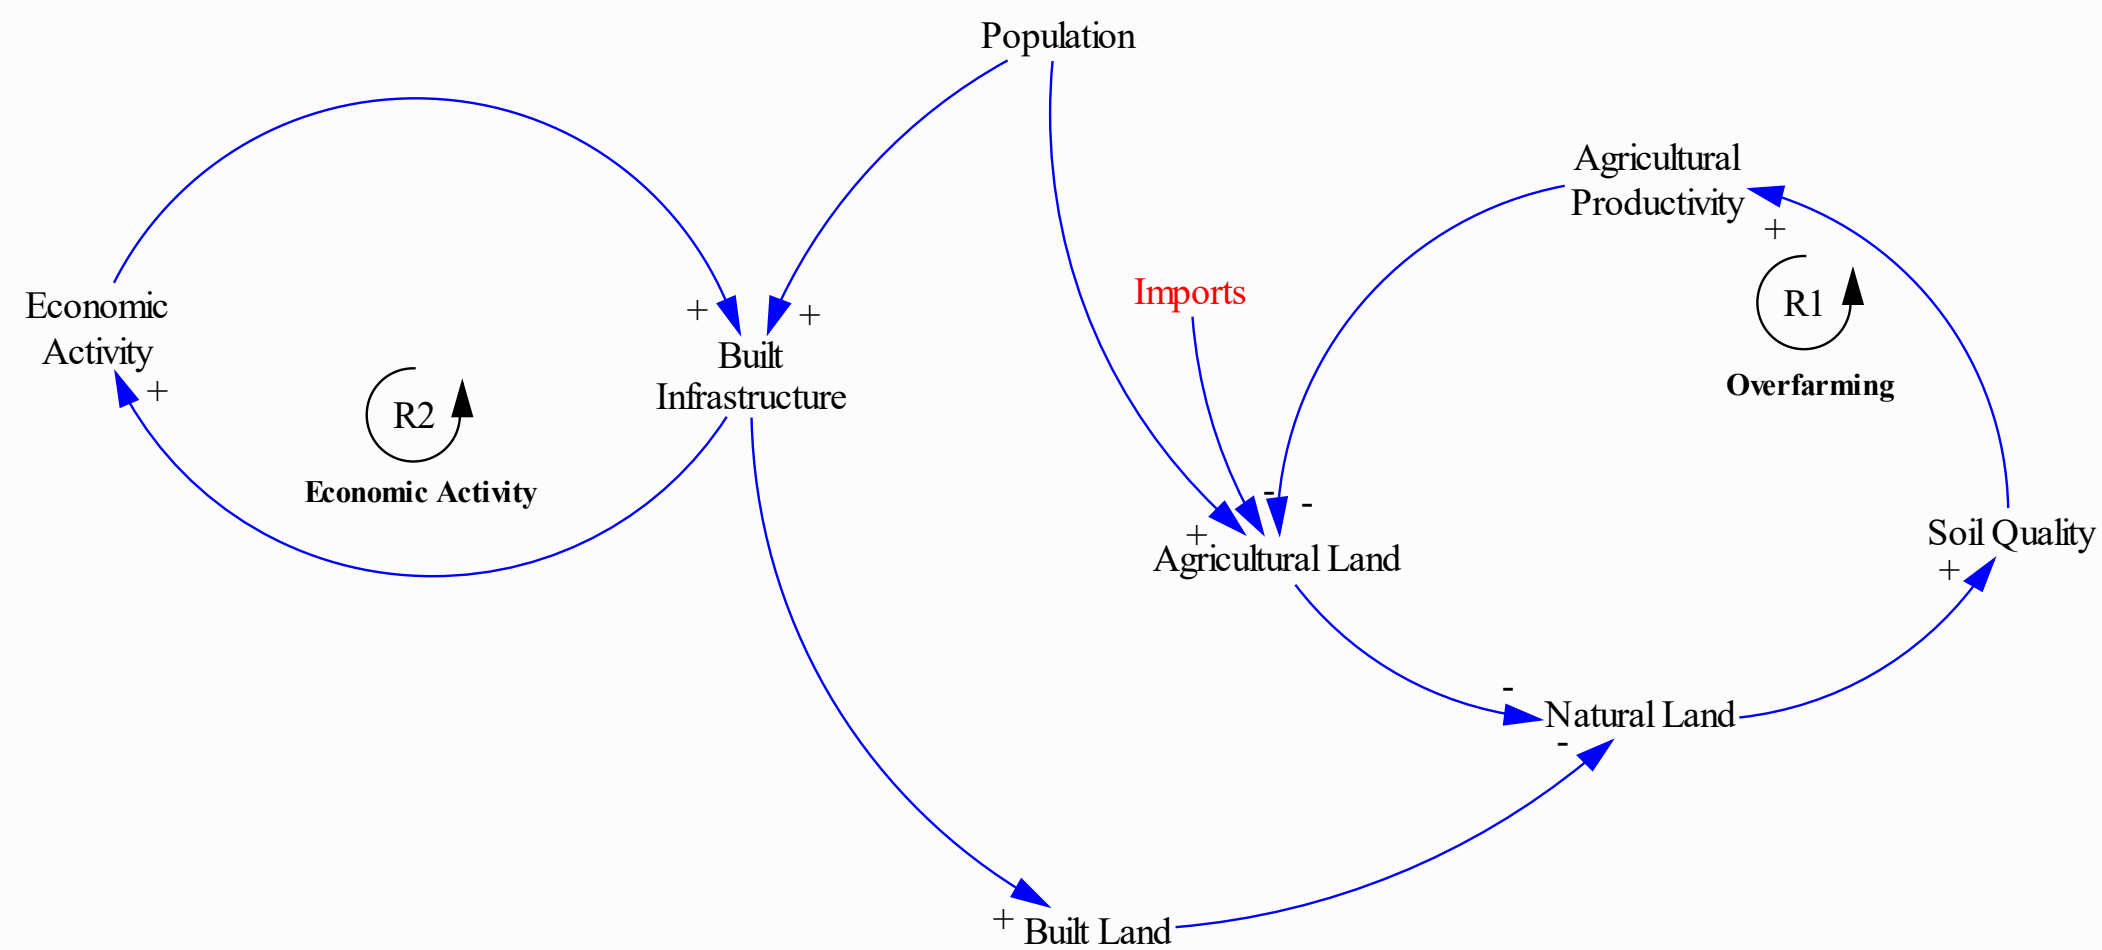 Population
Agricultural
Productivity
+
Imports
R1
Economic
Activity
+
+
Built
Infrastructure
Overfarming
+
R2
Economic Activity
-
-
+
Agricultural Land
Soil Quality
+
-
Natural Land
-
+
Built Land